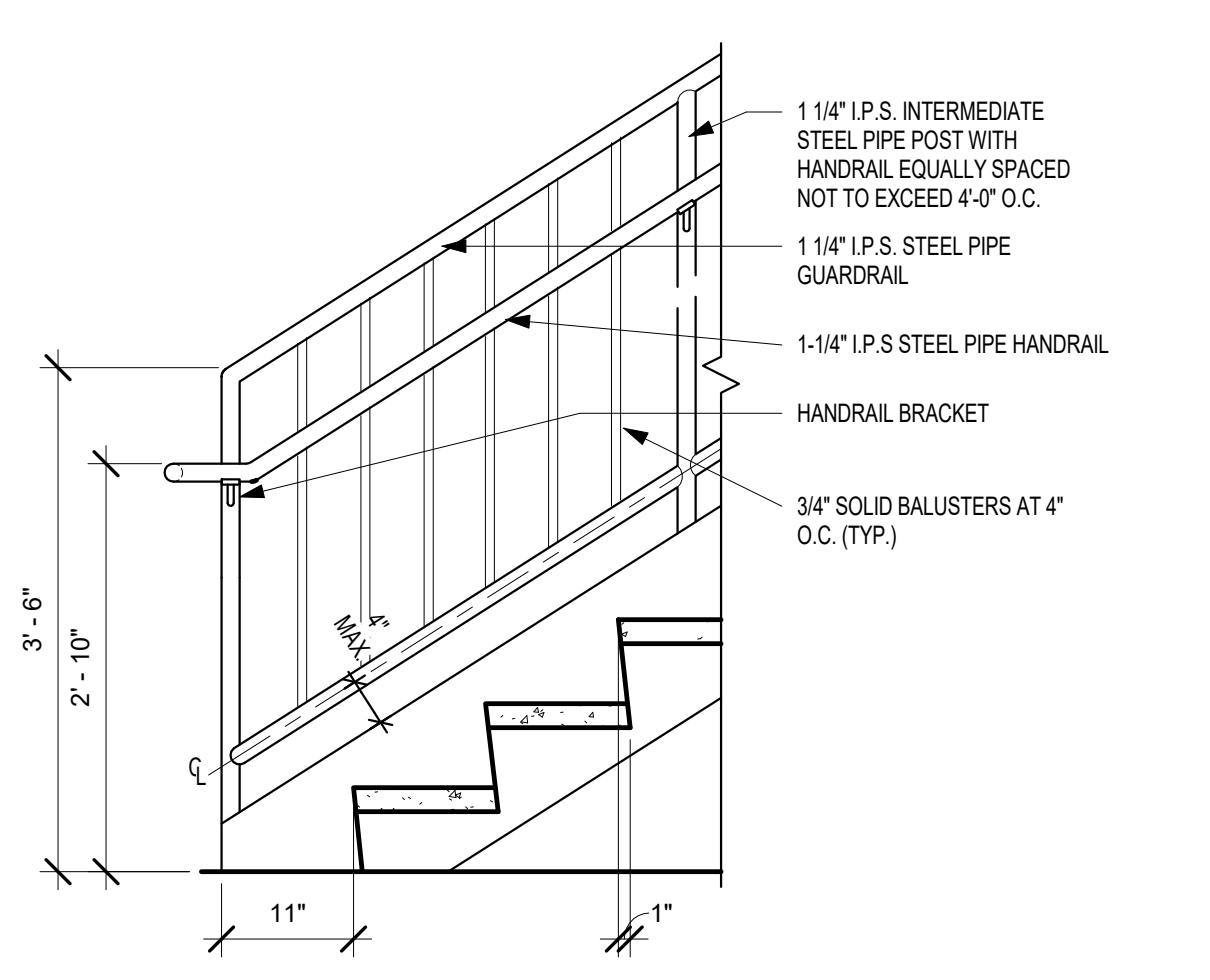 1 1/4" I.P.S. INTERMEDIATE
STEEL PIPE POST WITH
HANDRAIL EQUALLY SPACED
NOT TO EXCEED 4'-0" O.C.
1 1/4" I.P.S. STEEL PIPE
GUARDRAIL
1-1/4" I.P.S STEEL PIPE HANDRAIL
HANDRAIL BRACKET
3/4" SOLID BALUSTERS AT 4"
O.C. (TYP.)
3' - 6"
2' - 10"
4"
MAX.
CL
11"
1"